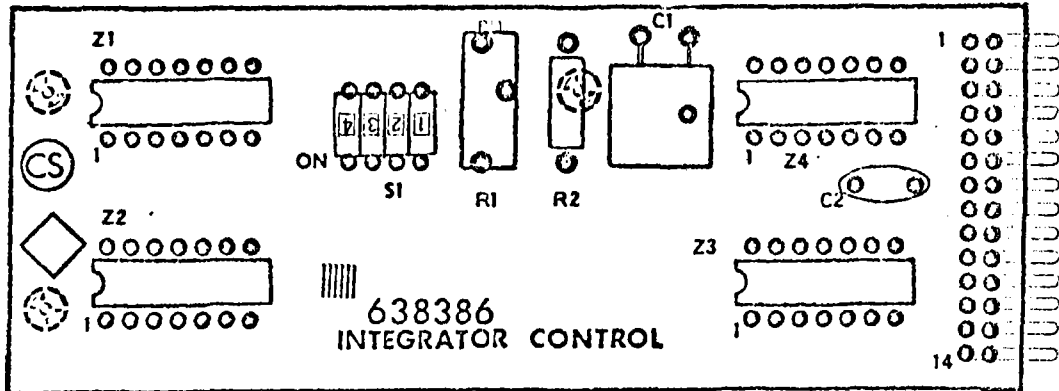 Z1
C1
1
4 3 2 1
1
1
Z4
CS
ON
S1
R1
R2
C2
Z2
Z3
638386
INTEGRATOR CONTROL
1
1
14